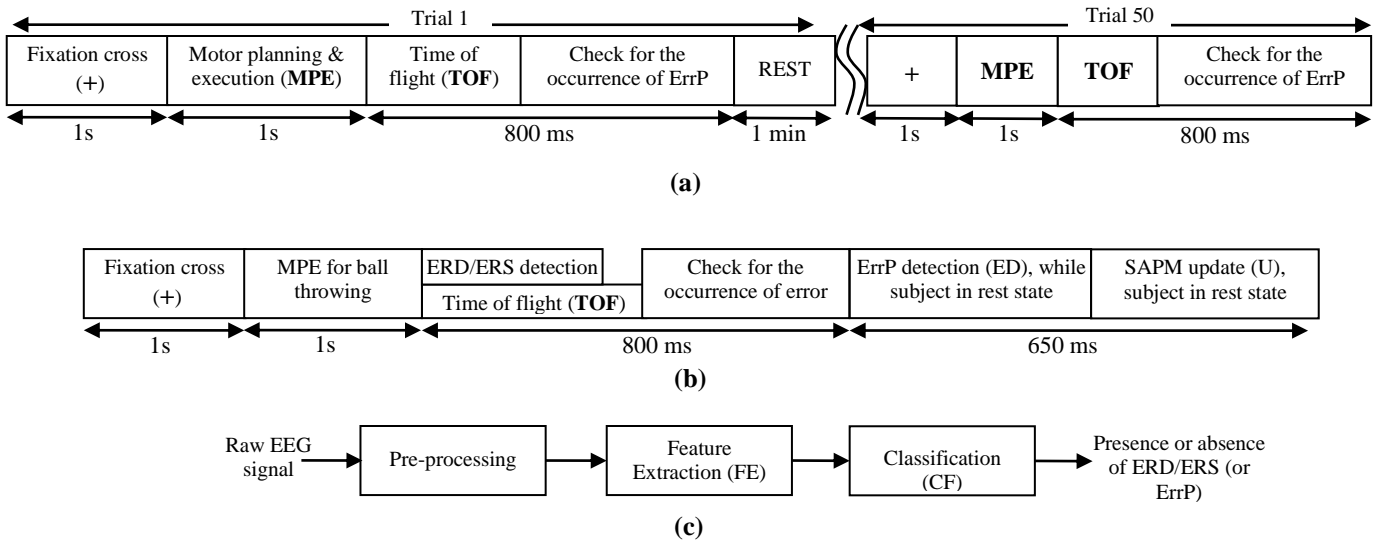 Trial 1
Trial 50
Fixation cross
(+)
Motor planning &
execution (MPE)
Time of
flight (TOF)
Check for the
occurrence of ErrP
REST
+
MPE
TOF
Check for the
occurrence of ErrP
1s
1s
800 ms
1 min
1s
1s
800 ms
(a)
Fixation cross
(+)
MPE for ball
throwing
ERD/ERS detection
Time of flight (TOF)
Check for the
occurrence of error
ErrP detection (ED), while
subject in rest state
SAPM update (U),
subject in rest state
1s
1s
800 ms
650 ms
(b)
Raw EEG
signal
Pre-processing
Feature
Extraction (FE)
Classification
(CF)
Presence or absence
of ERD/ERS (or
ErrP)
(c)